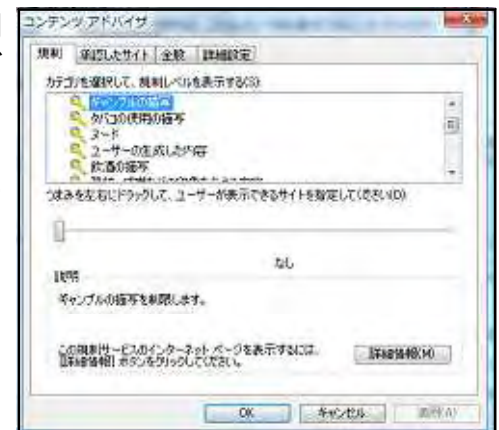 コンテンツ アドバイザ
規制 承認したサイト 全般 詳細設定
カテゴリを選択して、規制レベルを表示する(S):
ギャンブルの描写
タバコの使用の描写
ヌード
ユーザーの生成した内容
飲酒の描写
つまみを左右にドラッグして、ユーザーが表示できるサイトを指定してください(D):
なし
説明
ギャンブルの描写を制限します。
この規制サービスのインターネット ページを表示するには、
[詳細情報] ボタンをクリックしてください。
詳細情報(M)
OK キャンセル 適用(A)